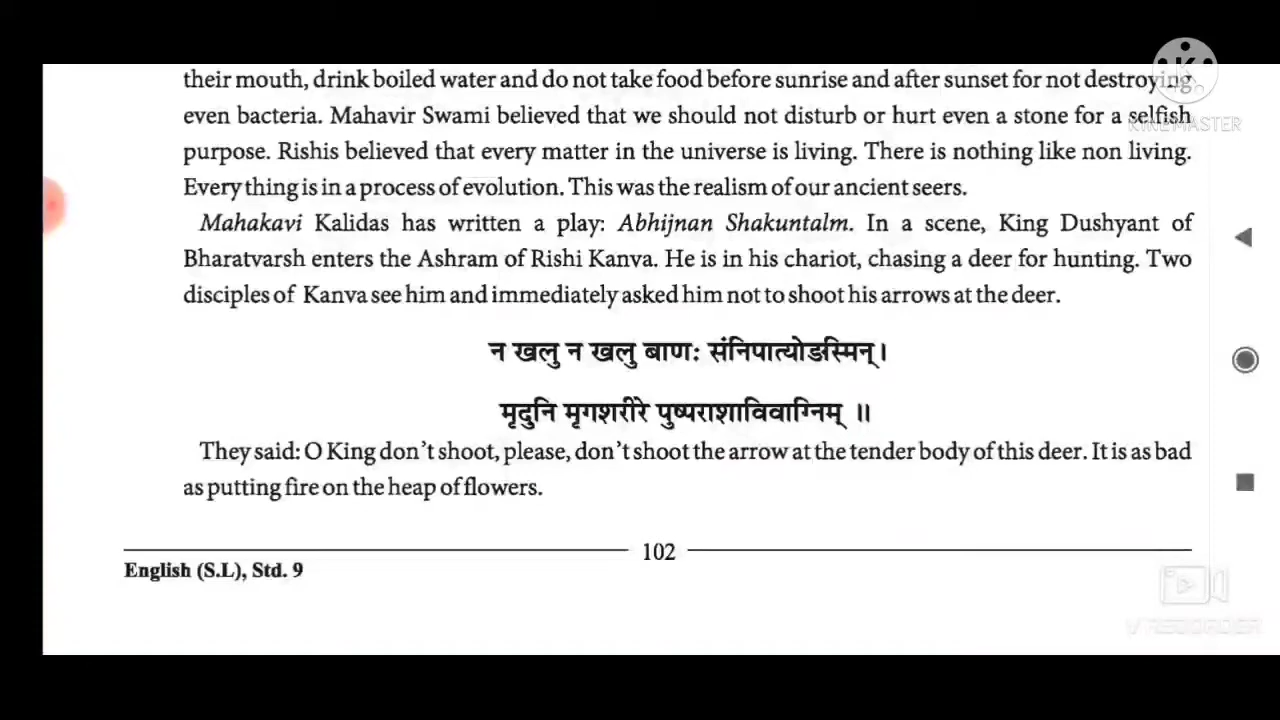 their mouth, drink boiled water and do not take food before sunrise and after sunset for not destroying
even bacteria. Mahavir Swami believed that we should not disturb or hurt even a stone for a selfish
purpose. Rishis believed that every matter in the universe is living. There is nothing like non living.
Every thing is in a process of evolution. This was the realism of our ancient seers.
Mahakavi Kalidas has written a play: Abhijnan Shakuntalm. In a scene, King Dushyant of
Bharatvarsh enters the Ashram of Rishi Kanva. He is in his chariot, chasing a deer for hunting. Two
disciples of Kanva see him and immediately asked him not to shoot his arrows at the deer.
न खलु न खलु बाणः संनिपात्योडस्मिन्।
मृदुनि मृगशरीरे पुष्पराशाविवाग्निम् ॥
They said: O King don't shoot, please, don't shoot the arrow at the tender body of this deer. It is as bad
as putting fire on the heap of flowers.
102
English (S.L), Std. 9
KINEMASTER
V RECORDER